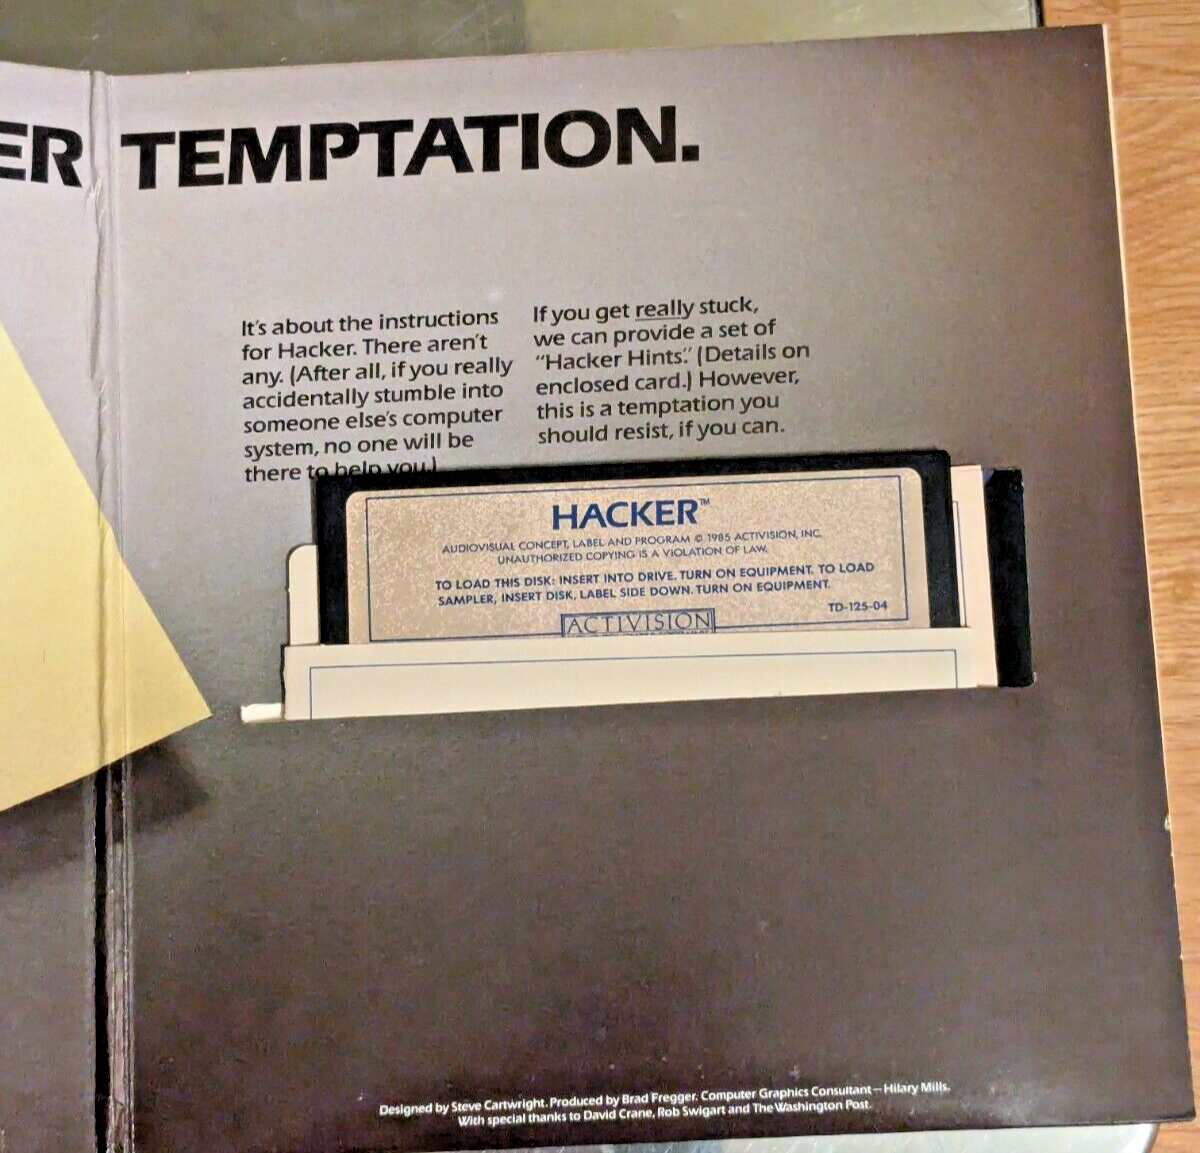 ER TEMPTATION.
It's about the instructions
for Hacker. There aren't
any. (After all, if you really
accidentally stumble into
someone else's computer
system, no one will be
there to help you.)
If you get really stuck,
we can provide a set of
“Hacker Hints.” (Details on
enclosed card.) However,
this is a temptation you
should resist, if you can.
HACKER™
AUDIOVISUAL CONCEPT, LABEL AND PROGRAM © 1985 ACTIVISION, INC.
UNAUTHORIZED COPYING IS A VIOLATION OF LAW.
TO LOAD THIS DISK: INSERT INTO DRIVE. TURN ON EQUIPMENT. TO LOAD
SAMPLER, INSERT DISK, LABEL SIDE DOWN. TURN ON EQUIPMENT.
TD-125-04
ACTIVISION
Designed by Steve Cartwright. Produced by Brad Fregger. Computer Graphics Consultant—Hilary Mills.
With special thanks to David Crane, Rob Swigart and The Washington Post.